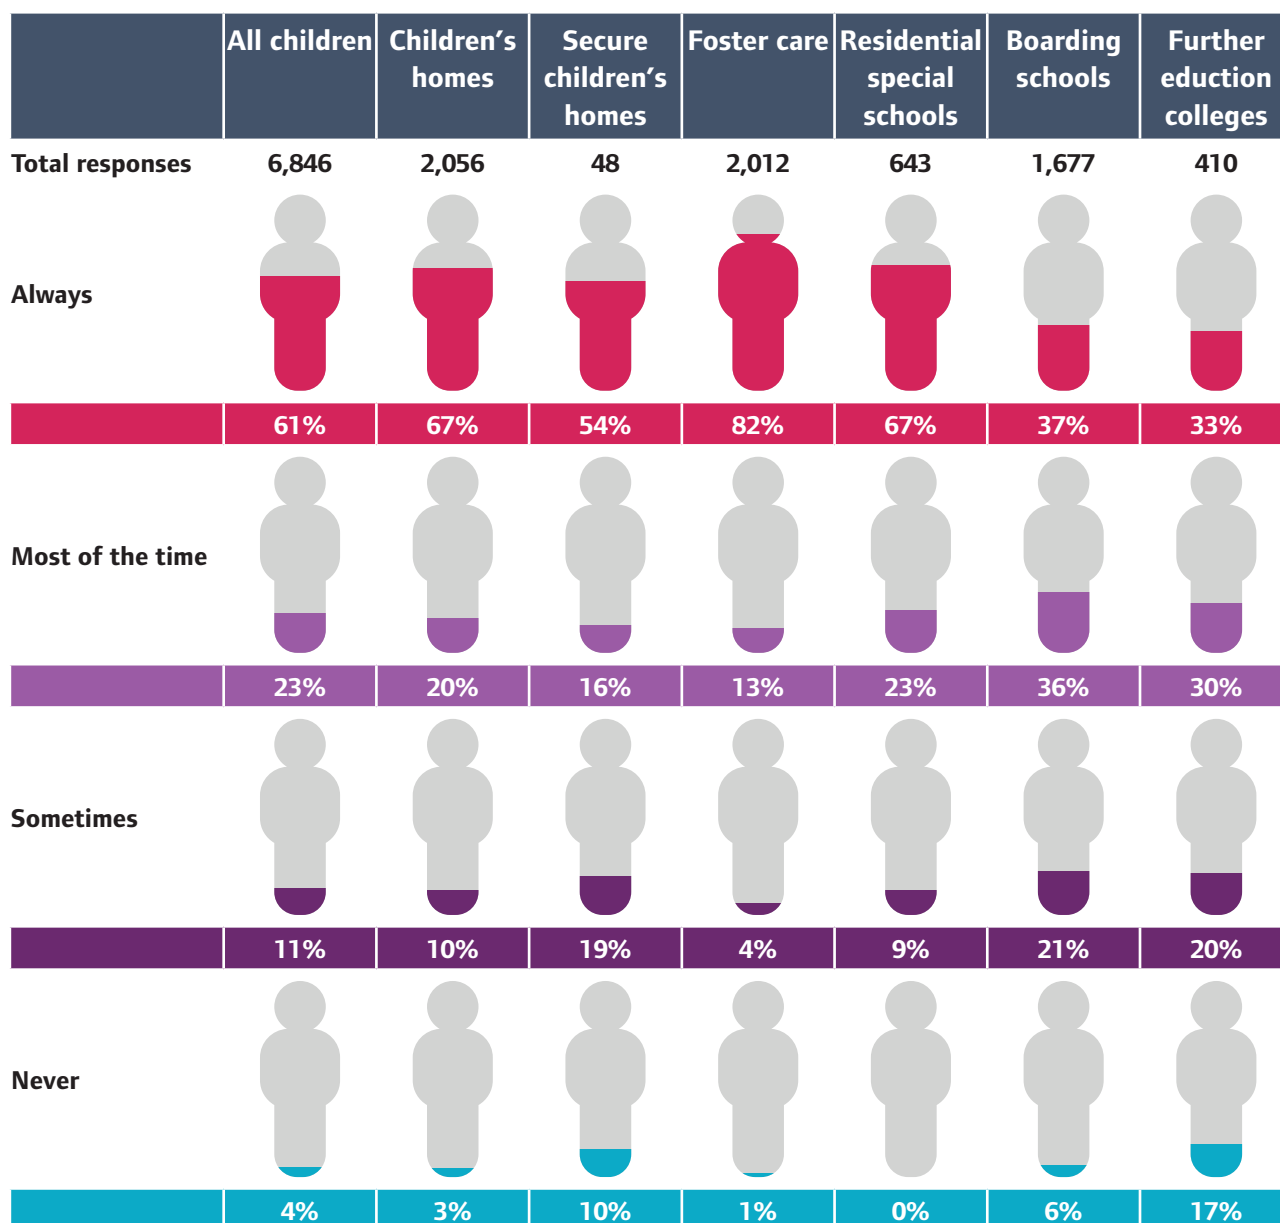 All children Children's homes Secure children's homes Foster care Residential special schools Boarding schools Further eduction colleges
Total responses 6,846 2,056 48 2,012 643 1,677 410
Always
61% 67% 54% 82% 67% 37% 33%
Most of the time
23% 20% 16% 13% 23% 36% 30%
Sometimes
11% 10% 19% 4% 9% 21% 20%
Never
4% 3% 10% 1% 0% 6% 17%